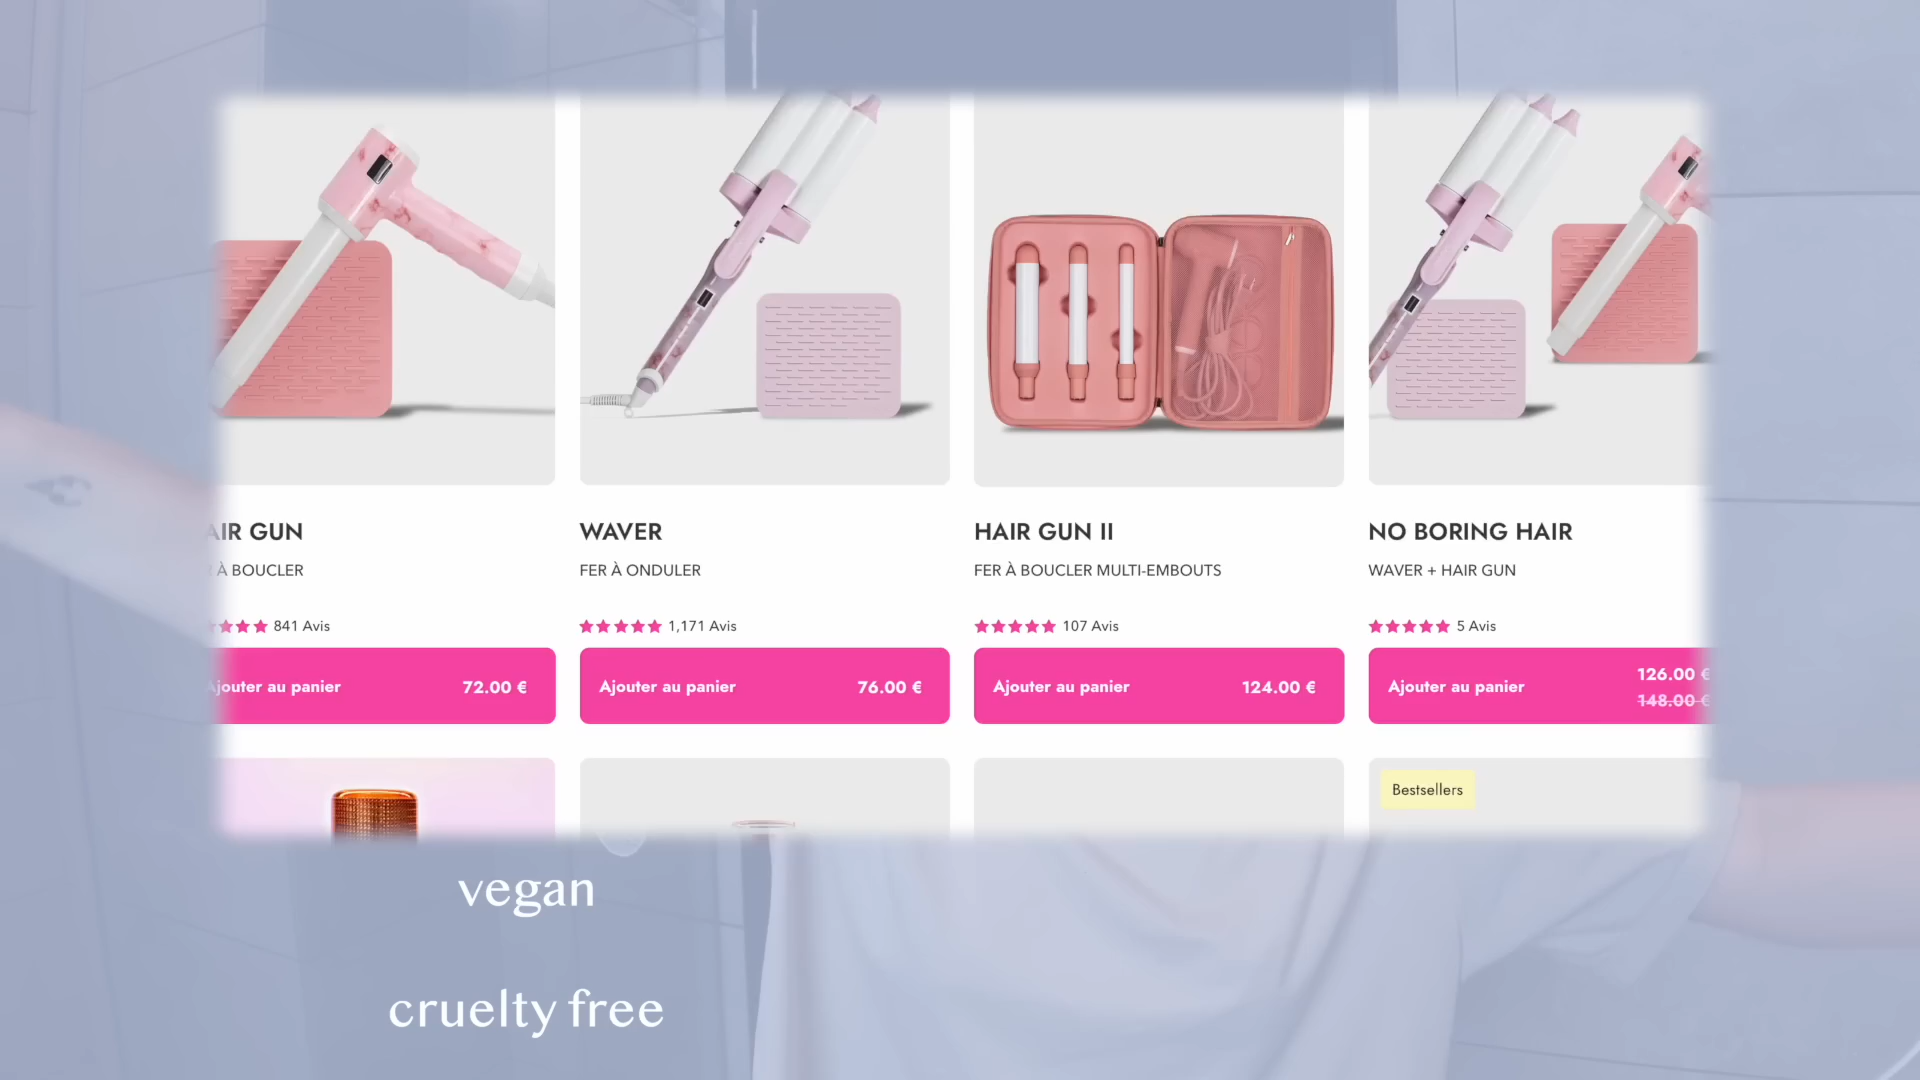 AIR GUN
À BOUCLER
841 Avis
Ajouter au panier 72.00 €
WAVER
FER À ONDULER
1,171 Avis
Ajouter au panier 76.00 €
HAIR GUN II
FER À BOUCLER MULTI-EMBOUTS
107 Avis
Ajouter au panier 124.00 €
NO BORING HAIR
WAVER + HAIR GUN
5 Avis
Ajouter au panier 126.00 €
148.00 €
Bestsellers
vegan
cruelty free